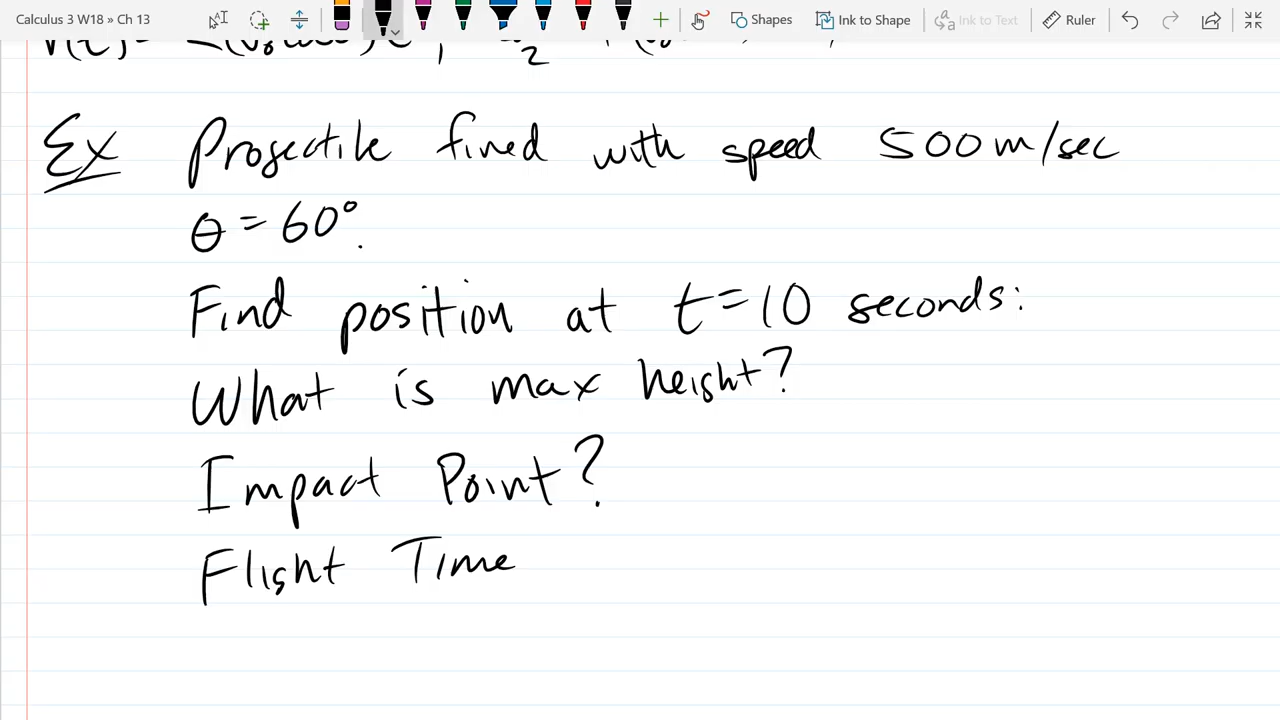 Calculus 3 W18 » Ch 13
Shapes Ink to Shape Ink to Text Ruler
Ex Projectile fired with speed 500 m/sec
θ = 60°.
Find position at t=10 seconds:
What is max height?
Impact Point?
Flight Time